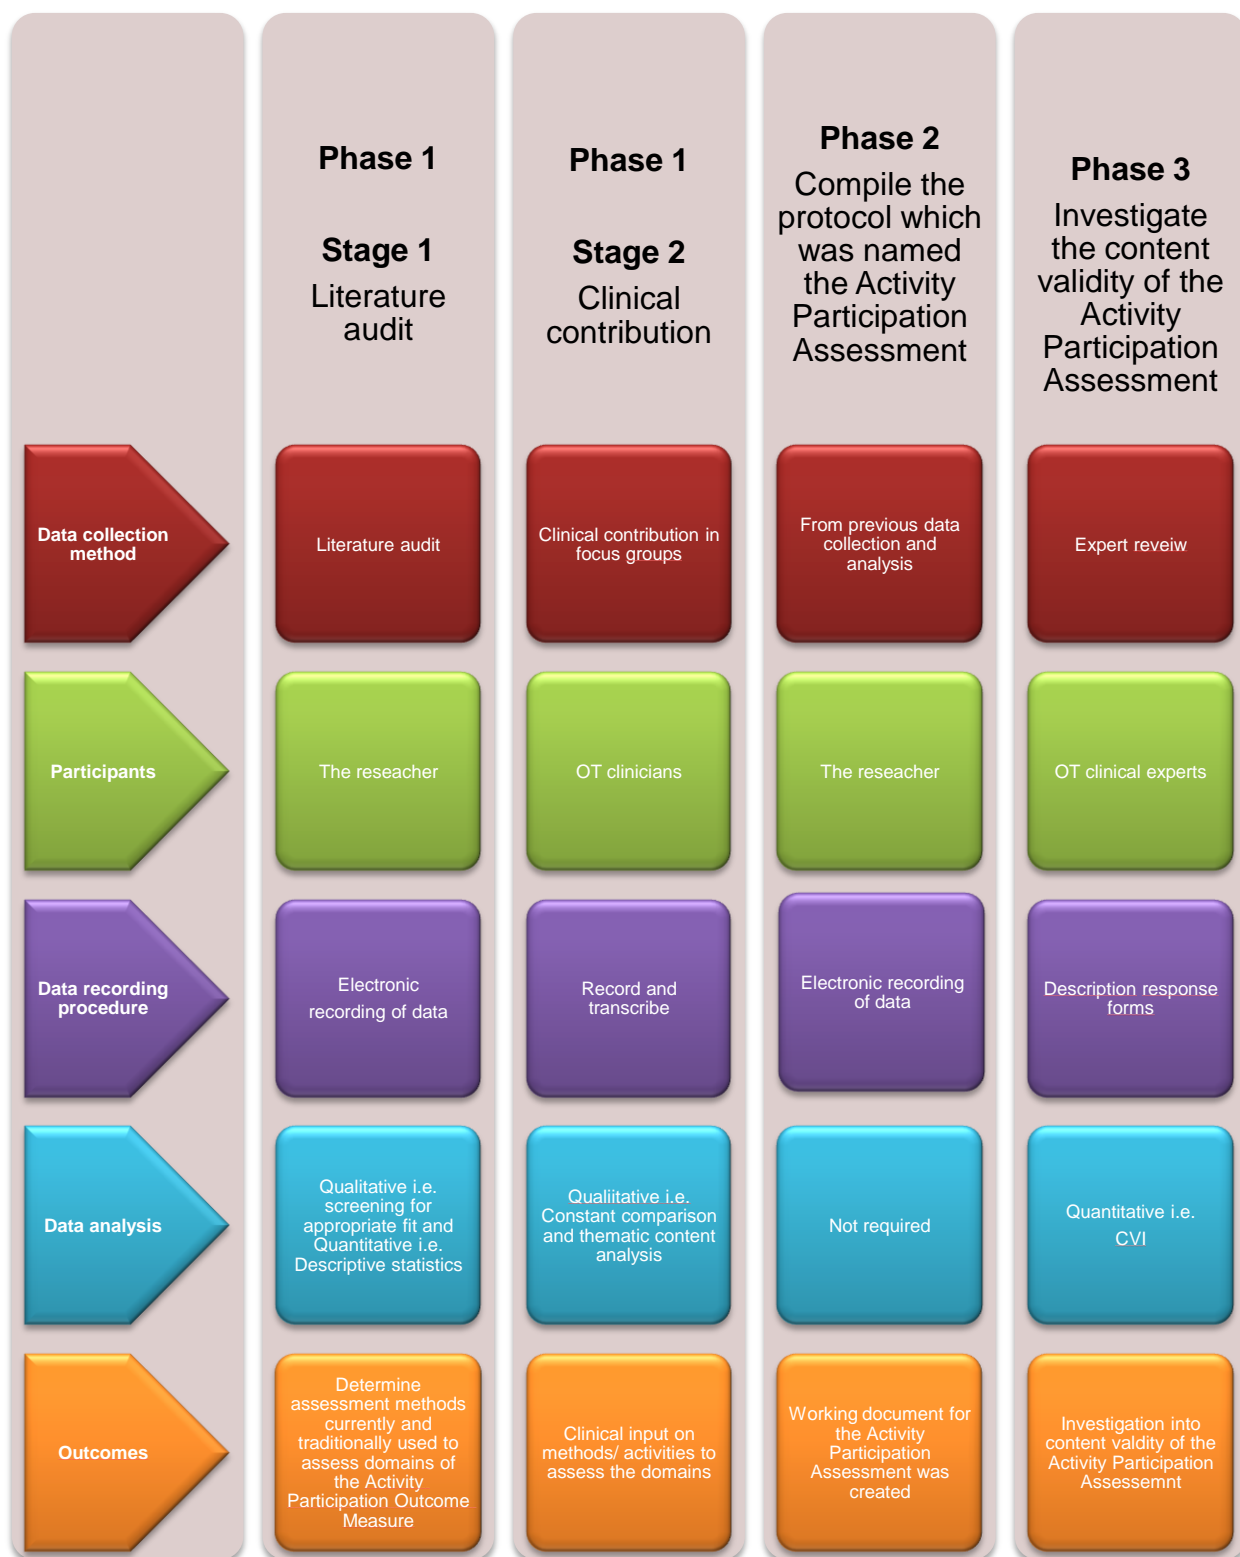 Phase 1
Stage 1
Literature
audit
Phase 1
Stage 2
Clinical
contribution
Phase 2
Compile the
protocol which
was named
the Activity
Participation
Assessment
Phase 3
Investigate
the content
validity of the
Activity
Participation
Assessment
Data collection
method
Literature audit
Clinical contribution in
focus groups
From previous data
collection and
analysis
Expert reveiw
Participants
The reseacher
OT clinicians
The reseacher
OT clinical experts
Data recording
procedure
Electronic
recording of data
Record and
transcribe
Electronic recording
of data
Description response
forms
Data analysis
Qualitative i.e.
screening for
appropriate fit and
Quantitative i.e.
Descriptive statistics
Qualiitative i.e.
Constant comparison
and thematic content
analysis
Not required
Quantitative i.e.
CVI
Outcomes
Determine
assessment methods
currently and
traditionally used to
assess domains of
the Activity
Participation Outcome
Measure
Clinical input on
methods/ activities to
assess the domains
Working document for
the Activity
Participation
Assessment was
created
Investigation into
content valdity of the
Activity Participation
Assessemnt